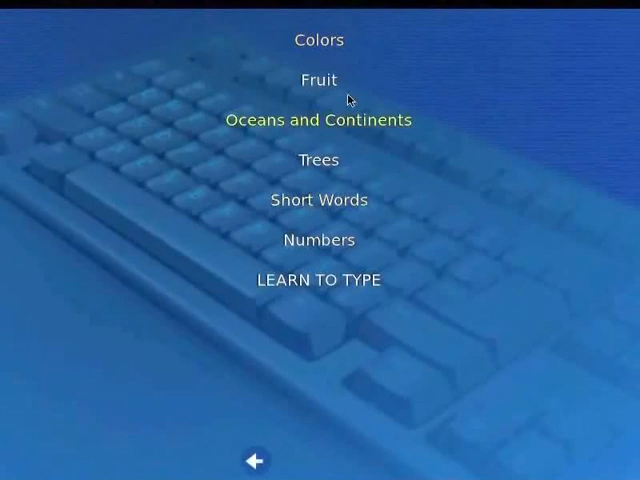 Colors
Fruit
Oceans and Continents
Trees
Short Words
Numbers
LEARN TO TYPE